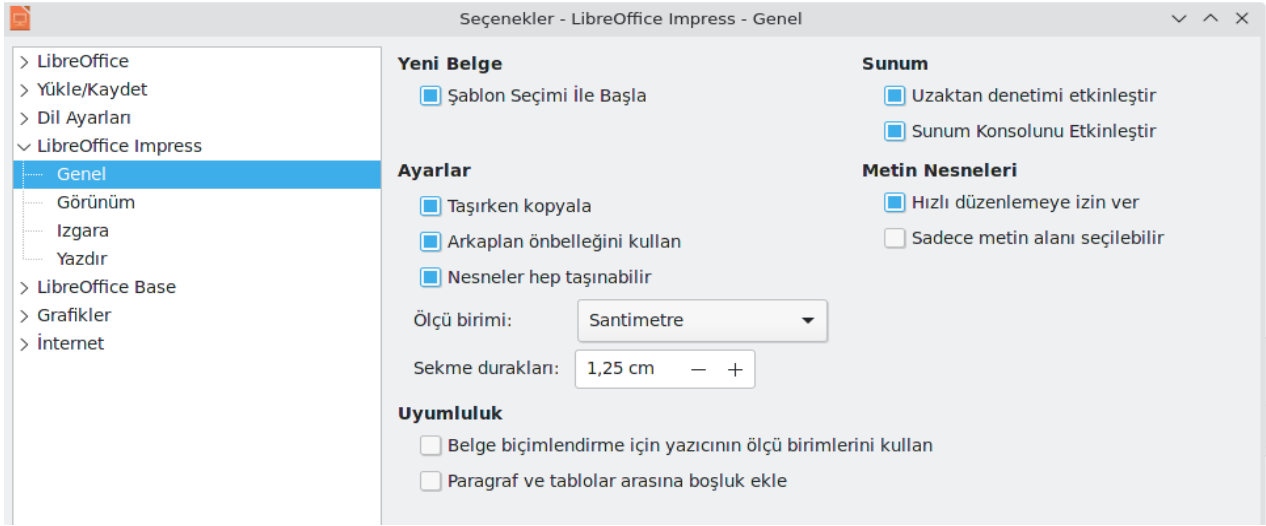 Seçenekler - LibreOffice Impress - Genel
LibreOffice
Yükle/Kaydet
Dil Ayarları
LibreOffice Impress
Genel
Görünüm
Izgara
Yazdır
LibreOffice Base
Grafikler
İnternet
Yeni Belge
Şablon Seçimi İle Başla
Ayarlar
Taşırken kopyala
Arkaplan önbelleğini kullan
Nesneler hep taşınabilir
Ölçü birimi: Santimetre
Sekme durakları: 1,25 cm
Uyumluluk
Belge biçimlendirme için yazıcının ölçü birimlerini kullan
Paragraf ve tablolar arasına boşluk ekle
Sunum
Uzaktan denetimi etkinleştir
Sunum Konsolunu Etkinleştir
Metin Nesneleri
Hızlı düzenlemeye izin ver
Sadece metin alanı seçilebilir